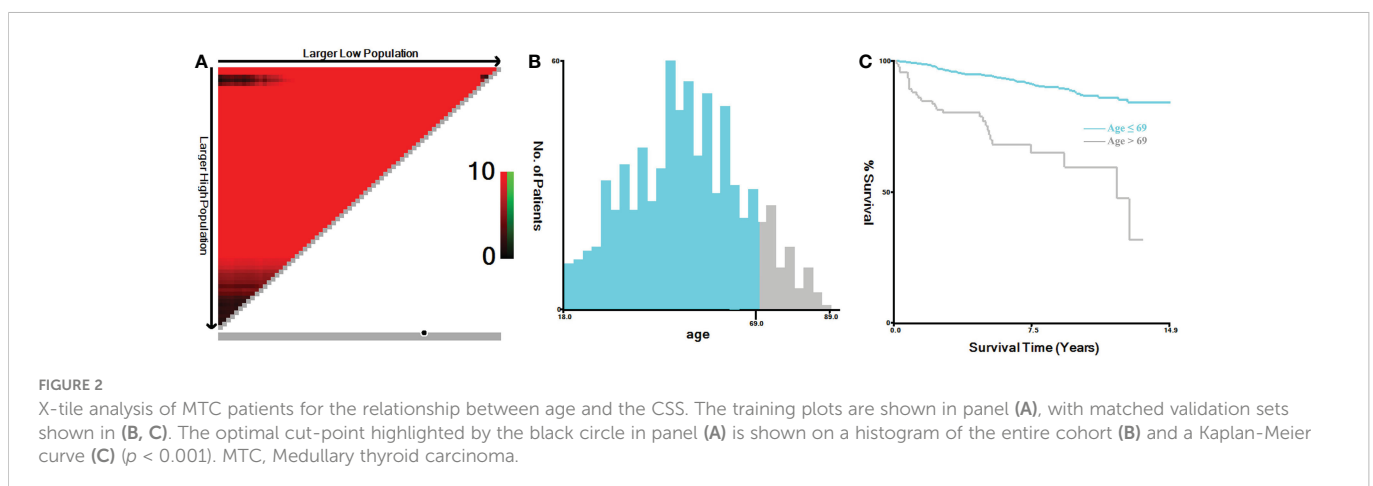 A
Larger Low Population
Larger High Population
10
0
B
60
No. of Patients
0
18.0
69.0
89.0
age
C
100
% Survival
50
0
Age ≤ 69
Age > 69
0.0
7.5
14.9
Survival Time (Years)
FIGURE 2
X-tile analysis of MTC patients for the relationship between age and the CSS. The training plots are shown in panel (A), with matched validation sets
shown in (B, C). The optimal cut-point highlighted by the black circle in panel (A) is shown on a histogram of the entire cohort (B) and a Kaplan-Meier
curve (C) (p < 0.001). MTC, Medullary thyroid carcinoma.